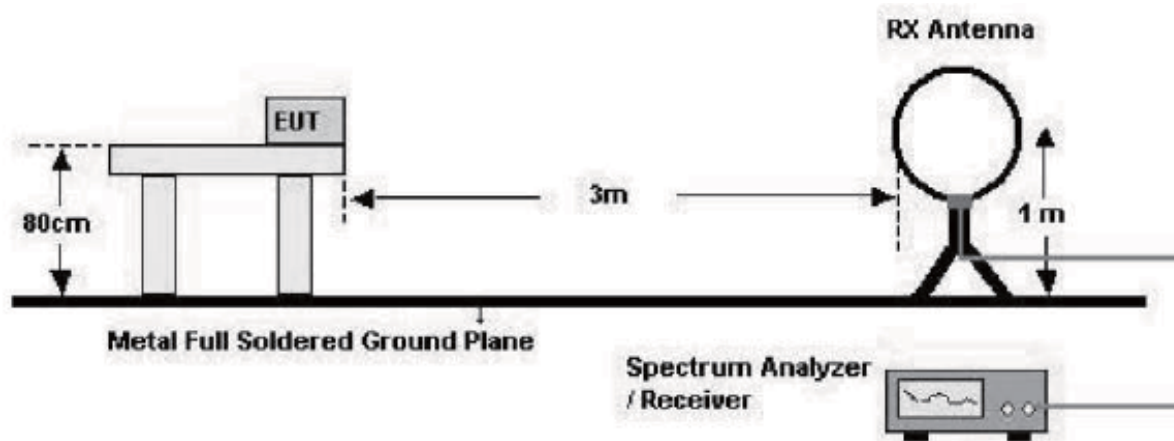 RX Antenna
EUT
80cm
3m
1 m
Metal Full Soldered Ground Plane
Spectrum Analyzer
/ Receiver